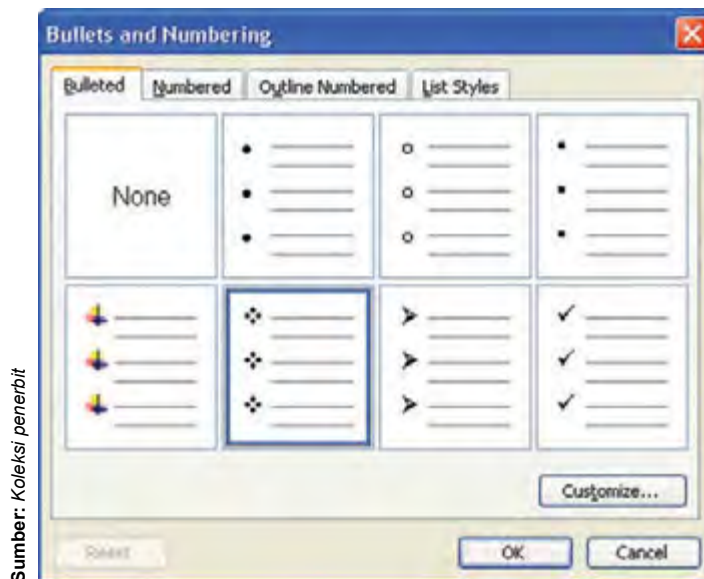 Bullets and Numbering
Bulleted
Numbered
Outline Numbered
List Styles
None
Customize...
Reset
OK
Cancel
Sumber: Koleksi penerbit